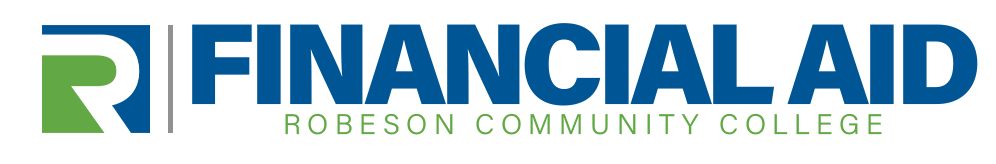 R
FINANCIAL AID
ROBESON COMMUNITY COLLEGE